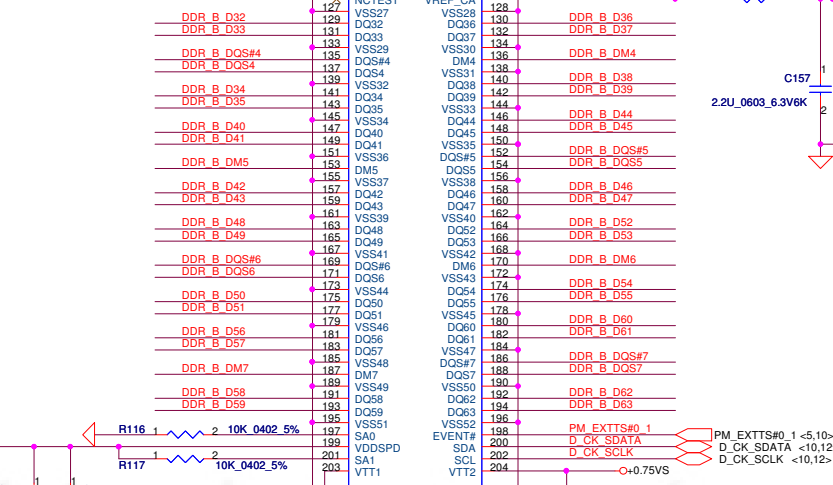 NCTEST VREF_CA
127 VSS27 VSS28 128
DDR_B_D32 129 DQ32 DQ36 130 DDR_B_D36
DDR_B_D33 131 DQ33 DQ37 132 DDR_B_D37
133 VSS29 VSS30 134
DDR_B_DQS#4 135 DQS#4 DM4 136 DDR_B_DM4
DDR_B_DQS4 137 DQS4 VSS31 138
139 VSS32 DQ38 140 DDR_B_D38
C157 1
DDR_B_D34 141 DQ34 DQ39 142 DDR_B_D39
DDR_B_D35 143 DQ35 VSS33 144
2.2U_0603_6.3V6K 2
145 VSS34 DQ44 146 DDR_B_D44
DDR_B_D40 147 DQ40 DQ45 148 DDR_B_D45
DDR_B_D41 149 DQ41 VSS35 150
151 VSS36 DQS#5 152 DDR_B_DQS#5
DDR_B_DM5 153 DM5 DQS5 154 DDR_B_DQS5
155 VSS37 VSS38 156
DDR_B_D42 157 DQ42 DQ46 158 DDR_B_D46
DDR_B_D43 159 DQ43 DQ47 160 DDR_B_D47
161 VSS39 VSS40 162
DDR_B_D48 163 DQ48 DQ52 164 DDR_B_D52
DDR_B_D49 165 DQ49 DQ53 166 DDR_B_D53
167 VSS41 VSS42 168
DDR_B_DQS#6 169 DQS#6 DM6 170 DDR_B_DM6
DDR_B_DQS6 171 DQS6 VSS43 172
173 VSS44 DQ54 174 DDR_B_D54
DDR_B_D50 175 DQ50 DQ55 176 DDR_B_D55
DDR_B_D51 177 DQ51 VSS45 178
179 VSS46 DQ60 180 DDR_B_D60
DDR_B_D56 181 DQ56 DQ61 182 DDR_B_D61
DDR_B_D57 183 DQ57 VSS47 184
185 VSS48 DQS#7 186 DDR_B_DQS#7
DDR_B_DM7 187 DM7 DQS7 188 DDR_B_DQS7
189 VSS49 VSS50 190
DDR_B_D58 191 DQ58 DQ62 192 DDR_B_D62
DDR_B_D59 193 DQ59 DQ63 194 DDR_B_D63
195 VSS51 VSS52 196
R116 1 2 10K_0402_5% 197 SA0 EVENT# 198 PM_EXTTS#0_1 PM_EXTTS#0_1 <5,10>
199 VDDSPD SDA 200 D_CK_SDATA D_CK_SDATA <10,12
R117 1 2 10K_0402_5% 201 SA1 SCL 202 D_CK_SCLK D_CK_SCLK <10,12>
203 VTT1 VTT2 204 +0.75VS
1 1